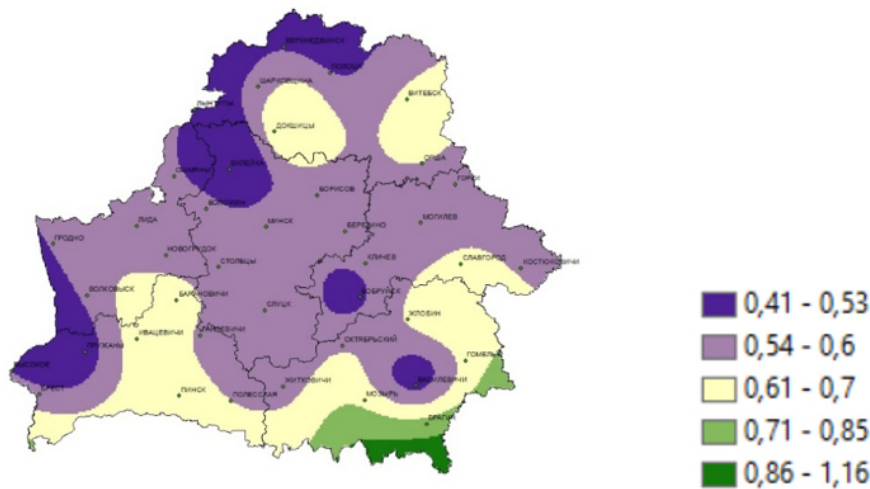 ВЕРХНЕДВИНСК
ПОЛОЦК
ШАРКОВЩИНА
ВИТЕБСК
ЛЫНТУПЫ
ДОКШИЦЫ
ОРША
ВИЛЕЙКА
ОШМЯНЫ
ГОРКИ
БОРИСОВ
ВОЛОЖИН
МОГИЛЕВ
ЛИДА
МИНСК
БЕРЕЗИНО
ГРОДНО
НОВОГРУДОК
СТОЛБЦЫ
КЛИЧЕВ
СЛАВГОРОД
КОСТЮКОВИЧИ
ВОЛКОВЫСК
БАРАНОВИЧИ
БОБРУЙСК
СЛУЦК
ЖЛОБИН
ИВАЦЕВИЧИ
ГАНЦЕВИЧИ
ОКТЯБРЬСКИЙ
ПРУЖАНЫ
ГОМЕЛЬ
ВЫСОКОЕ
ВАСИЛЕВИЧИ
БРЕСТ
ПИНСК
ПОЛЕССКАЯ
ЖИТКОВИЧИ
МОЗЫРЬ
БРАГИН
0,41 - 0,53
0,54 - 0,6
0,61 - 0,7
0,71 - 0,85
0,86 - 1,16